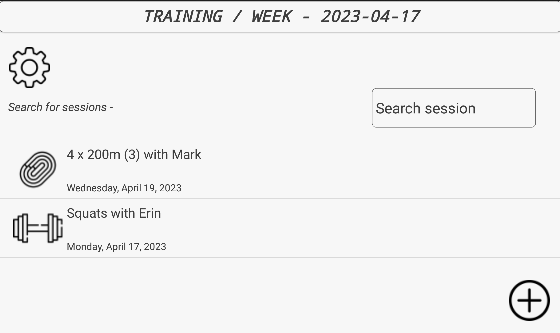 TRAINING / WEEK - 2023-04-17
Search for sessions -
Search session
4 x 200m (3) with Mark
Wednesday, April 19, 2023
Squats with Erin
Monday, April 17, 2023